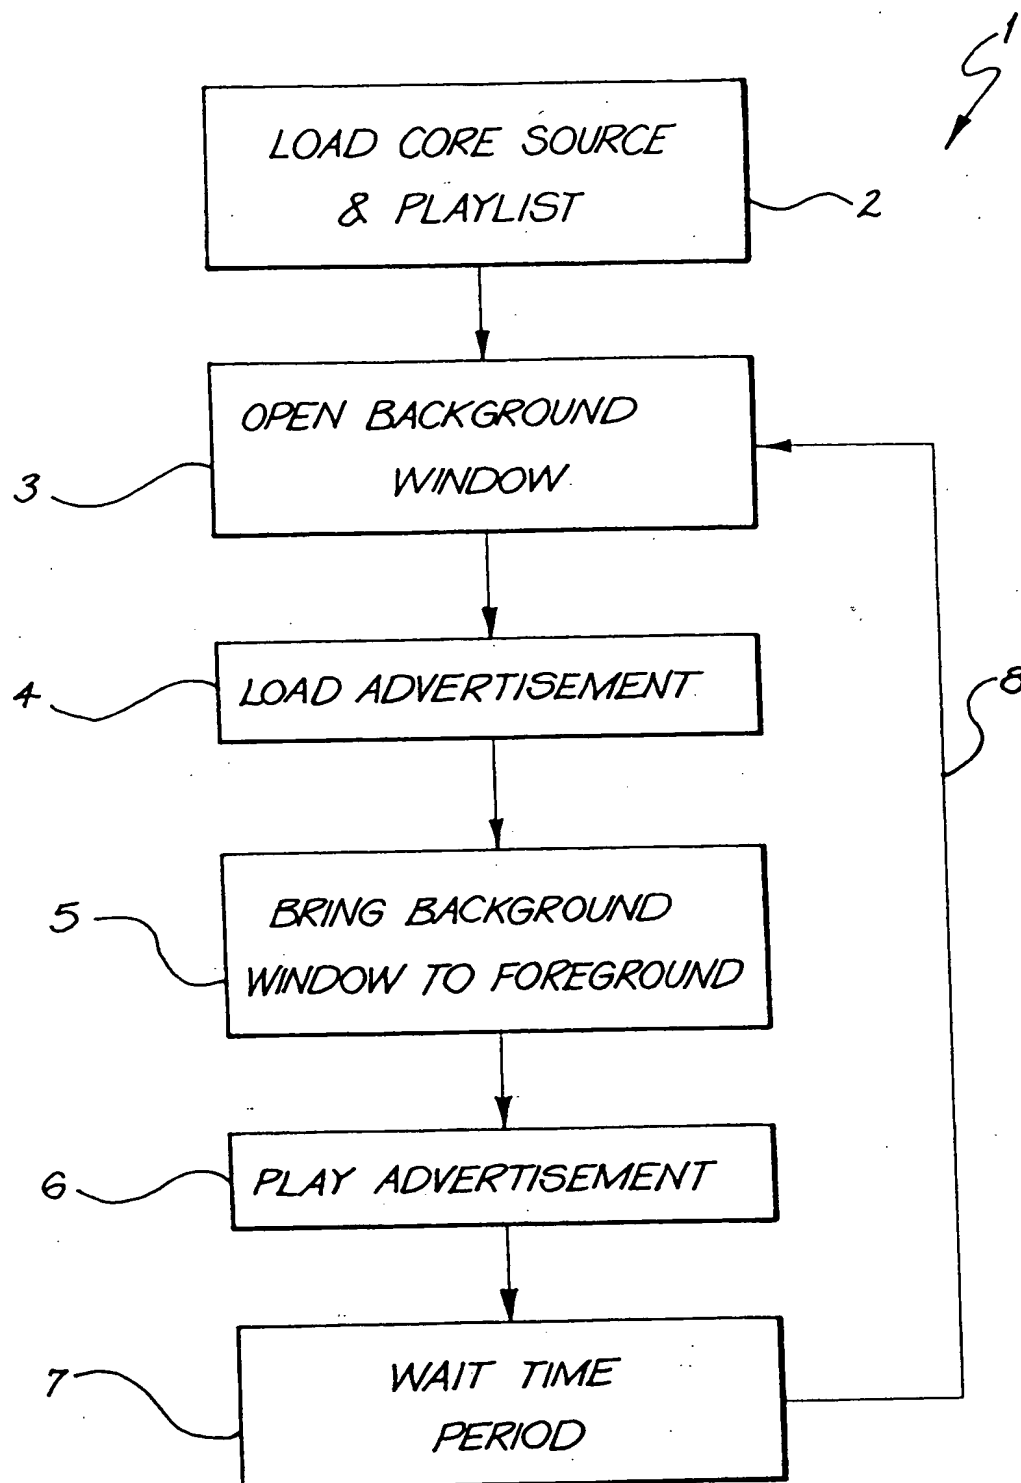 1
LOAD CORE SOURCE
& PLAYLIST
2
OPEN BACKGROUND
WINDOW
3
4
LOAD ADVERTISEMENT
8
5
BRING BACKGROUND
WINDOW TO FOREGROUND
6
PLAY ADVERTISEMENT
7
WAIT TIME
PERIOD